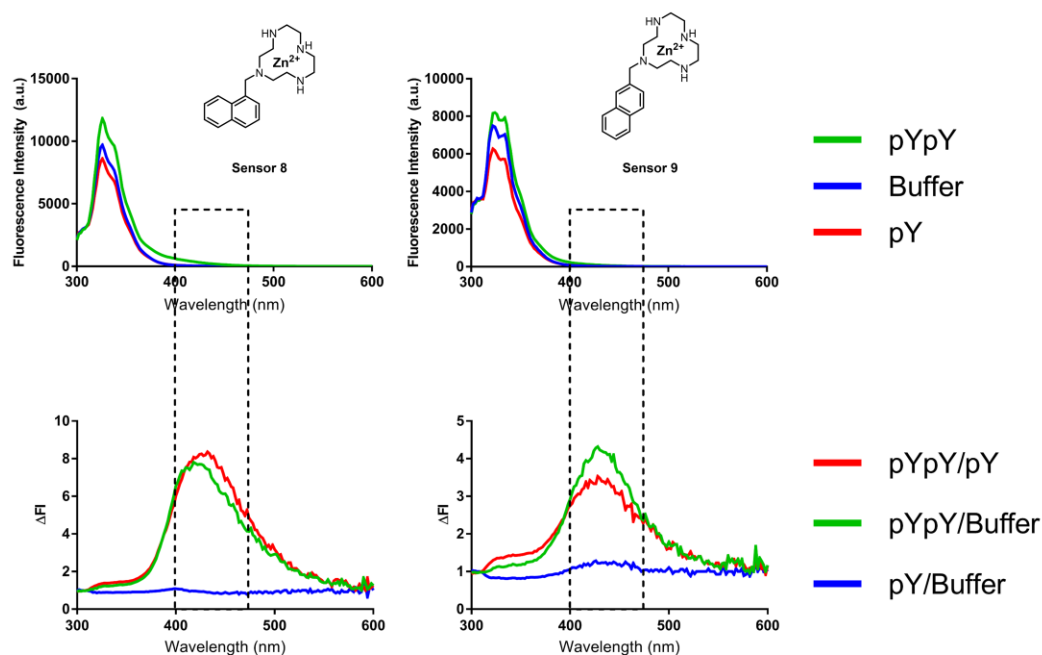 HN
NH
Zn2+
N
N
H
Sensor 8
Fluorescence Intensity (a.u.)
15000
10000
5000
0
300
400
500
600
Wavelength (nm)
HN
NH
Zn2+
N
N
H
Sensor 9
Fluorescence Intensity (a.u.)
10000
8000
6000
4000
2000
0
300
400
500
600
Wavelength (nm)
pYpY
Buffer
pY
ΔFI
10
8
6
4
2
0
300
400
500
600
Wavelength (nm)
ΔFI
5
4
3
2
1
0
300
400
500
600
Wavelength (nm)
pYpY/pY
pYpY/Buffer
pY/Buffer